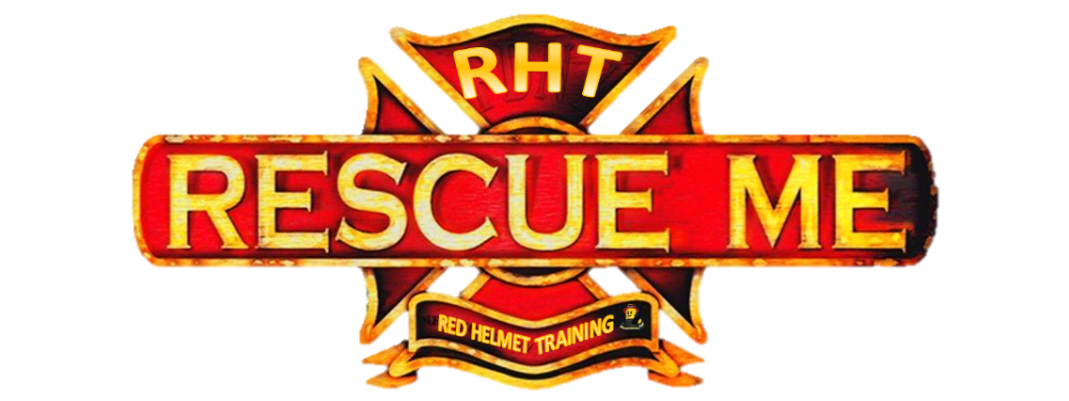 RHT
RESCUE ME
RED HELMET TRAINING